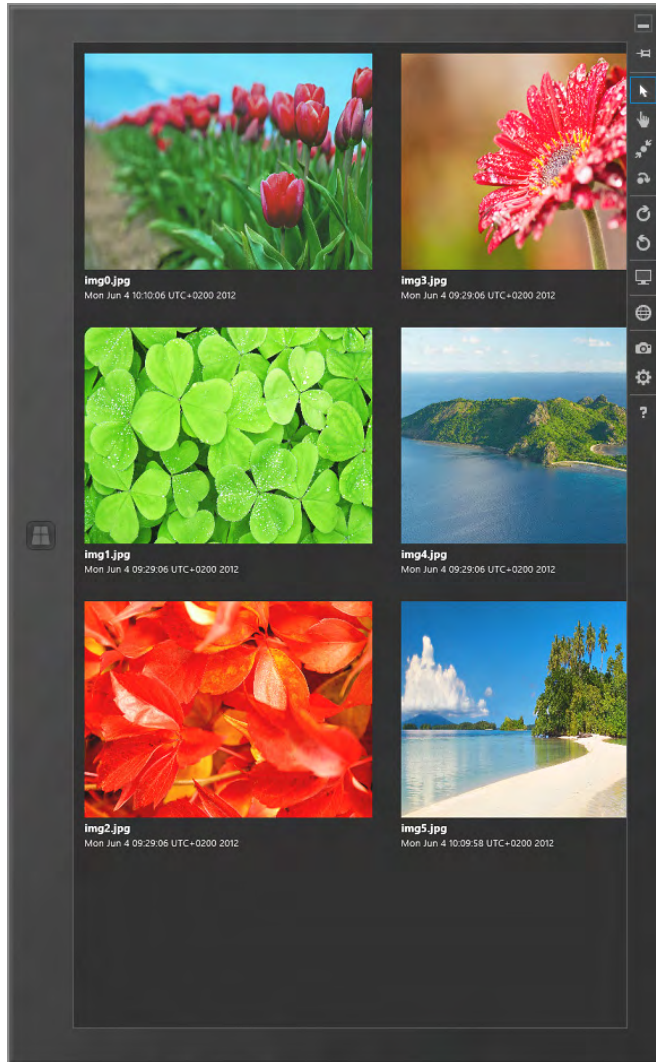 img0.jpg
Mon Jun 4 10:10:06 UTC+0200 2012
img3.jpg
Mon Jun 4 09:29:06 UTC+0200 2012
img1.jpg
Mon Jun 4 09:29:06 UTC+0200 2012
img4.jpg
Mon Jun 4 09:29:06 UTC+0200 2012
img2.jpg
Mon Jun 4 09:29:06 UTC+0200 2012
img5.jpg
Mon Jun 4 10:09:58 UTC+0200 2012
?